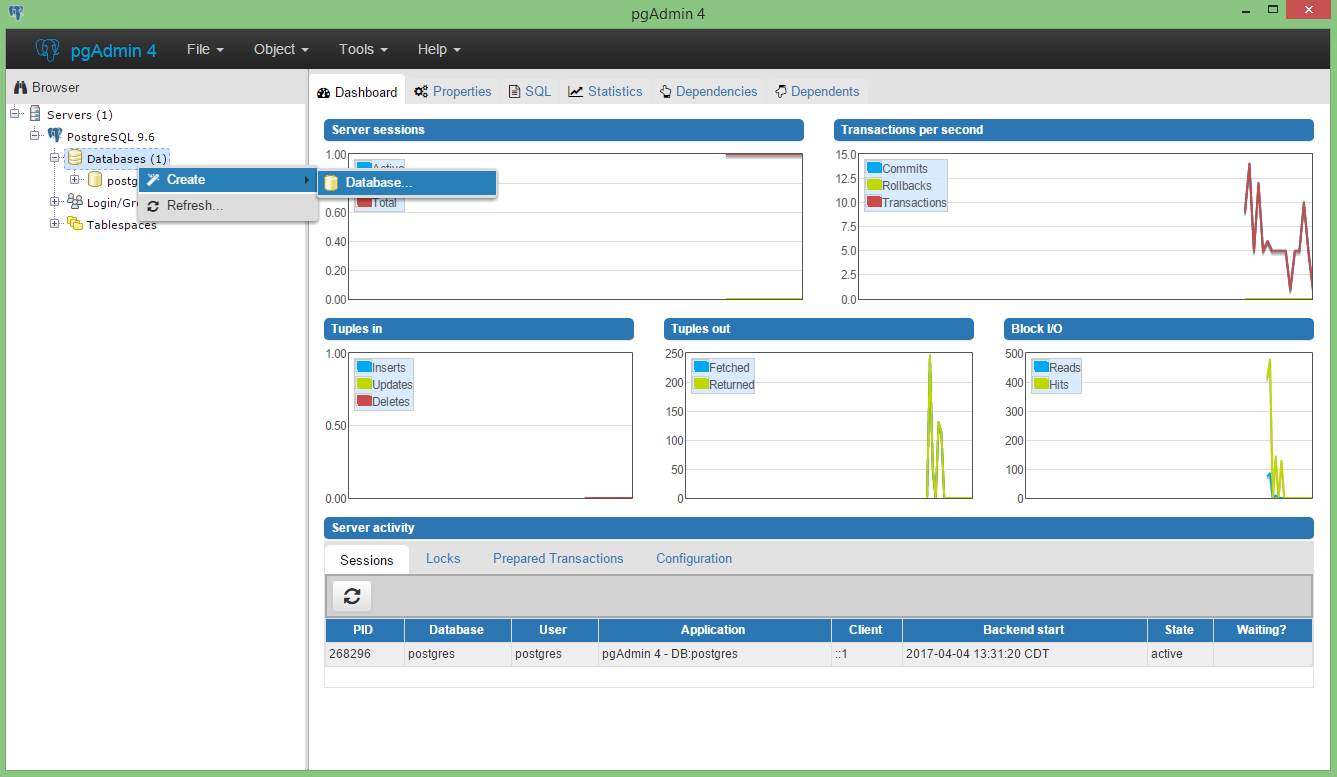 pgAdmin 4
pgAdmin 4 File Object Tools Help
Browser
Servers (1)
PostgreSQL 9.6
Databases (1)
postg
Login/Gro
Tablespaces
Create
Refresh...
Database...
Dashboard Properties SQL Statistics Dependencies Dependents
Server sessions
1.00
Active
Total
0.60
0.40
0.20
0.00
Transactions per second
15.0
12.5
10.0
7.5
5.0
2.5
0.0
Commits
Rollbacks
Transactions
Tuples in
1.00
0.50
0.00
Inserts
Updates
Deletes
Tuples out
250
200
150
100
50
0
Fetched
Returned
Block I/O
500
400
300
200
100
0
Reads
Hits
Server activity
Sessions Locks Prepared Transactions Configuration
PID Database User Application Client Backend start State Waiting?
268296 postgres postgres pgAdmin 4 - DB:postgres ::1 2017-04-04 13:31:20 CDT active